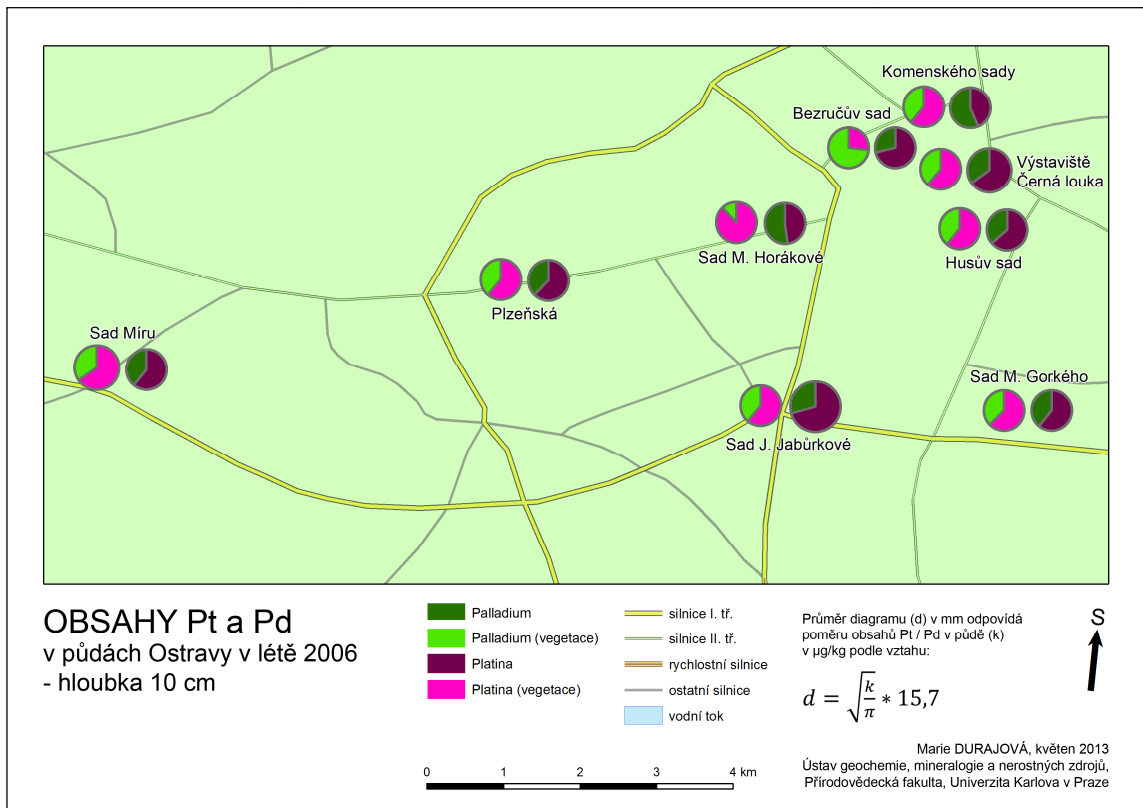 Komenského sady
Bezručův sad
Výstaviště
Černá louka
Sad M. Horákové
Husův sad
Plzeňská
Sad Míru
Sad M. Gorkého
Sad J. Jabůrkové
OBSAHY Pt a Pd
v půdách Ostravy v létě 2006
- hloubka 10 cm
Palladium
Palladium (vegetace)
Platina
Platina (vegetace)
silnice I. tř.
silnice II. tř.
rychlostní silnice
ostatní silnice
vodní tok
Průměr diagramu (d) v mm odpovídá
poměru obsahů Pt / Pd v půdě (k)
v µg/kg podle vztahu:
d = √(k/π) * 15,7
S
0 1 2 3 4 km
Marie DURAJOVÁ, květen 2013
Ústav geochemie, mineralogie a nerostných zdrojů,
Přírodovědecká fakulta, Univerzita Karlova v Praze